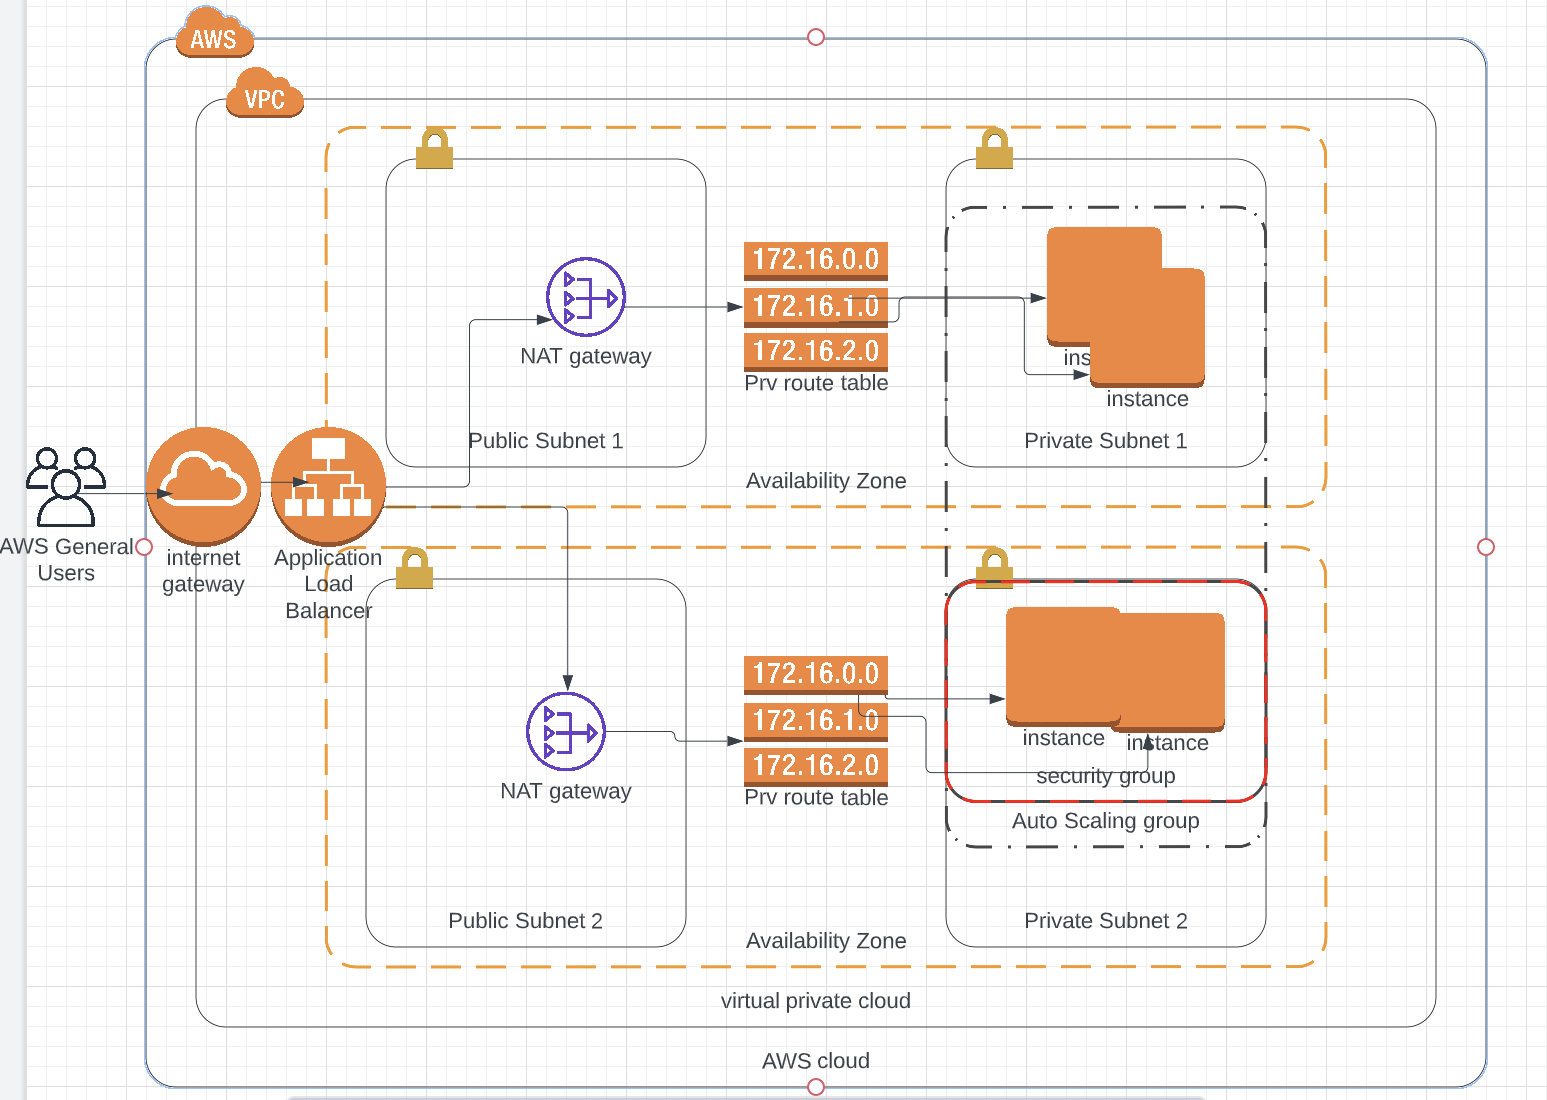 AWS
VPC
172.16.0.0
172.16.1.0
172.16.2.0
NAT gateway
Prv route table
ins
instance
Public Subnet 1
Private Subnet 1
Availability Zone
AWS General
Users
internet
gateway
Application
Load
Balancer
172.16.0.0
172.16.1.0
172.16.2.0
NAT gateway
Prv route table
instance
instance
security group
Auto Scaling group
Public Subnet 2
Private Subnet 2
Availability Zone
virtual private cloud
AWS cloud